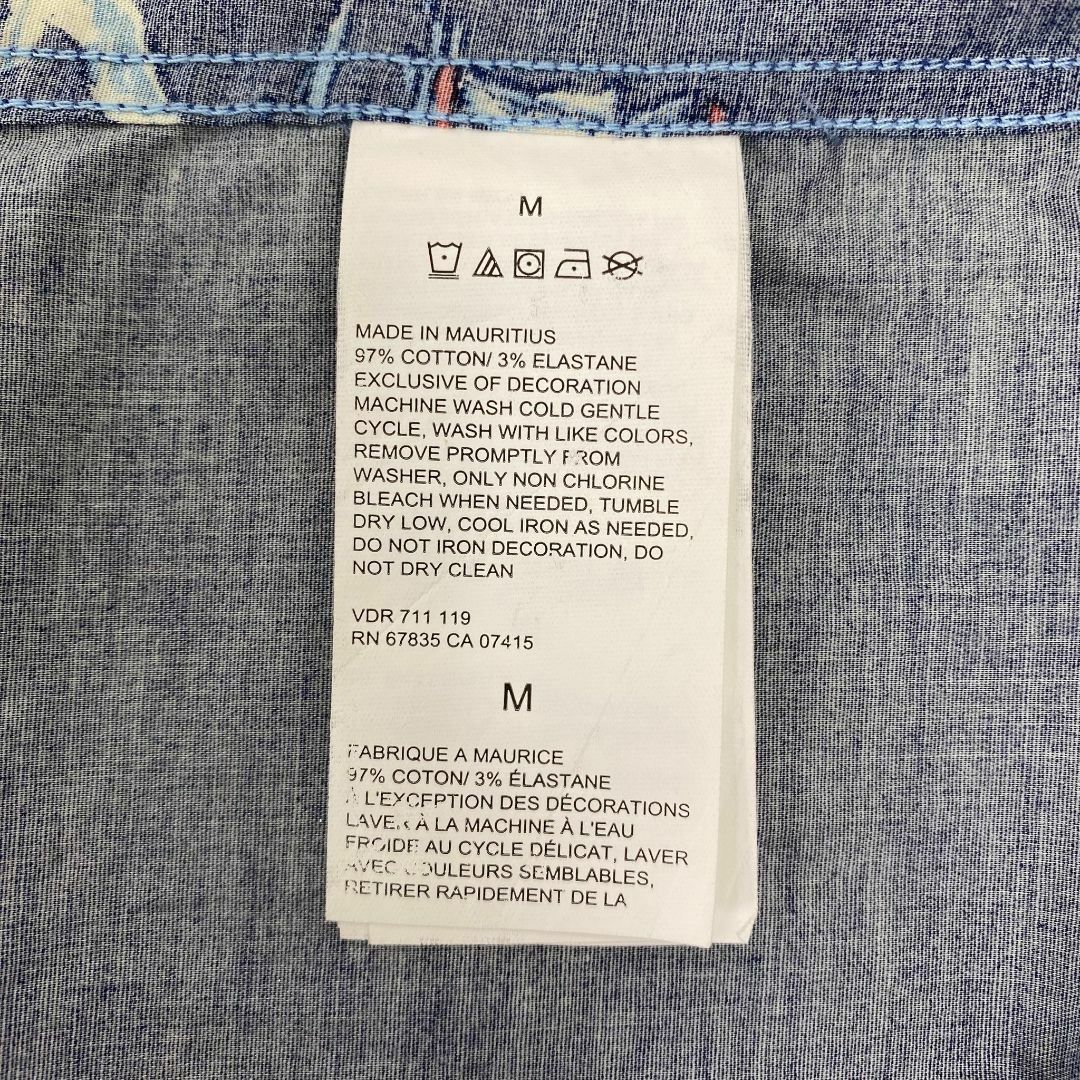 M
MADE IN MAURITIUS
97% COTTON/ 3% ELASTANE
EXCLUSIVE OF DECORATION
MACHINE WASH COLD GENTLE
CYCLE, WASH WITH LIKE COLORS,
REMOVE PROMPTLY FROM
WASHER, ONLY NON CHLORINE
BLEACH WHEN NEEDED, TUMBLE
DRY LOW, COOL IRON AS NEEDED,
DO NOT IRON DECORATION, DO
NOT DRY CLEAN
VDR 711 119
RN 67835 CA 07415
M
FABRIQUE A MAURICE
97% COTON/ 3% ÉLASTANE
À L'EXCEPTION DES DÉCORATIONS
LAVER À LA MACHINE À L'EAU
FROIDE AU CYCLE DÉLICAT, LAVER
AVEC COULEURS SEMBLABLES,
RETIRER RAPIDEMENT DE LA